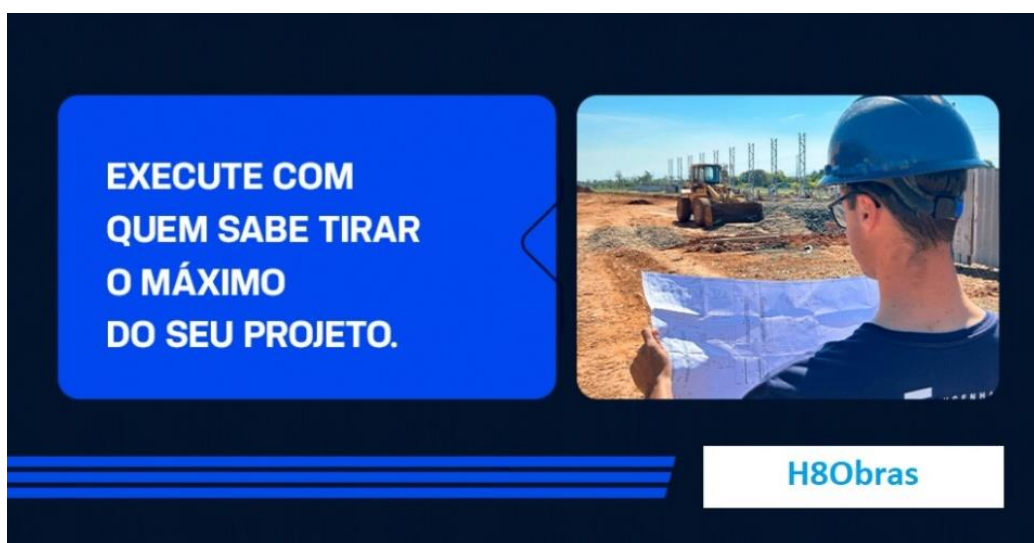 EXECUTE COM
QUEM SABE TIRAR
O MÁXIMO
DO SEU PROJETO.
H8Obras